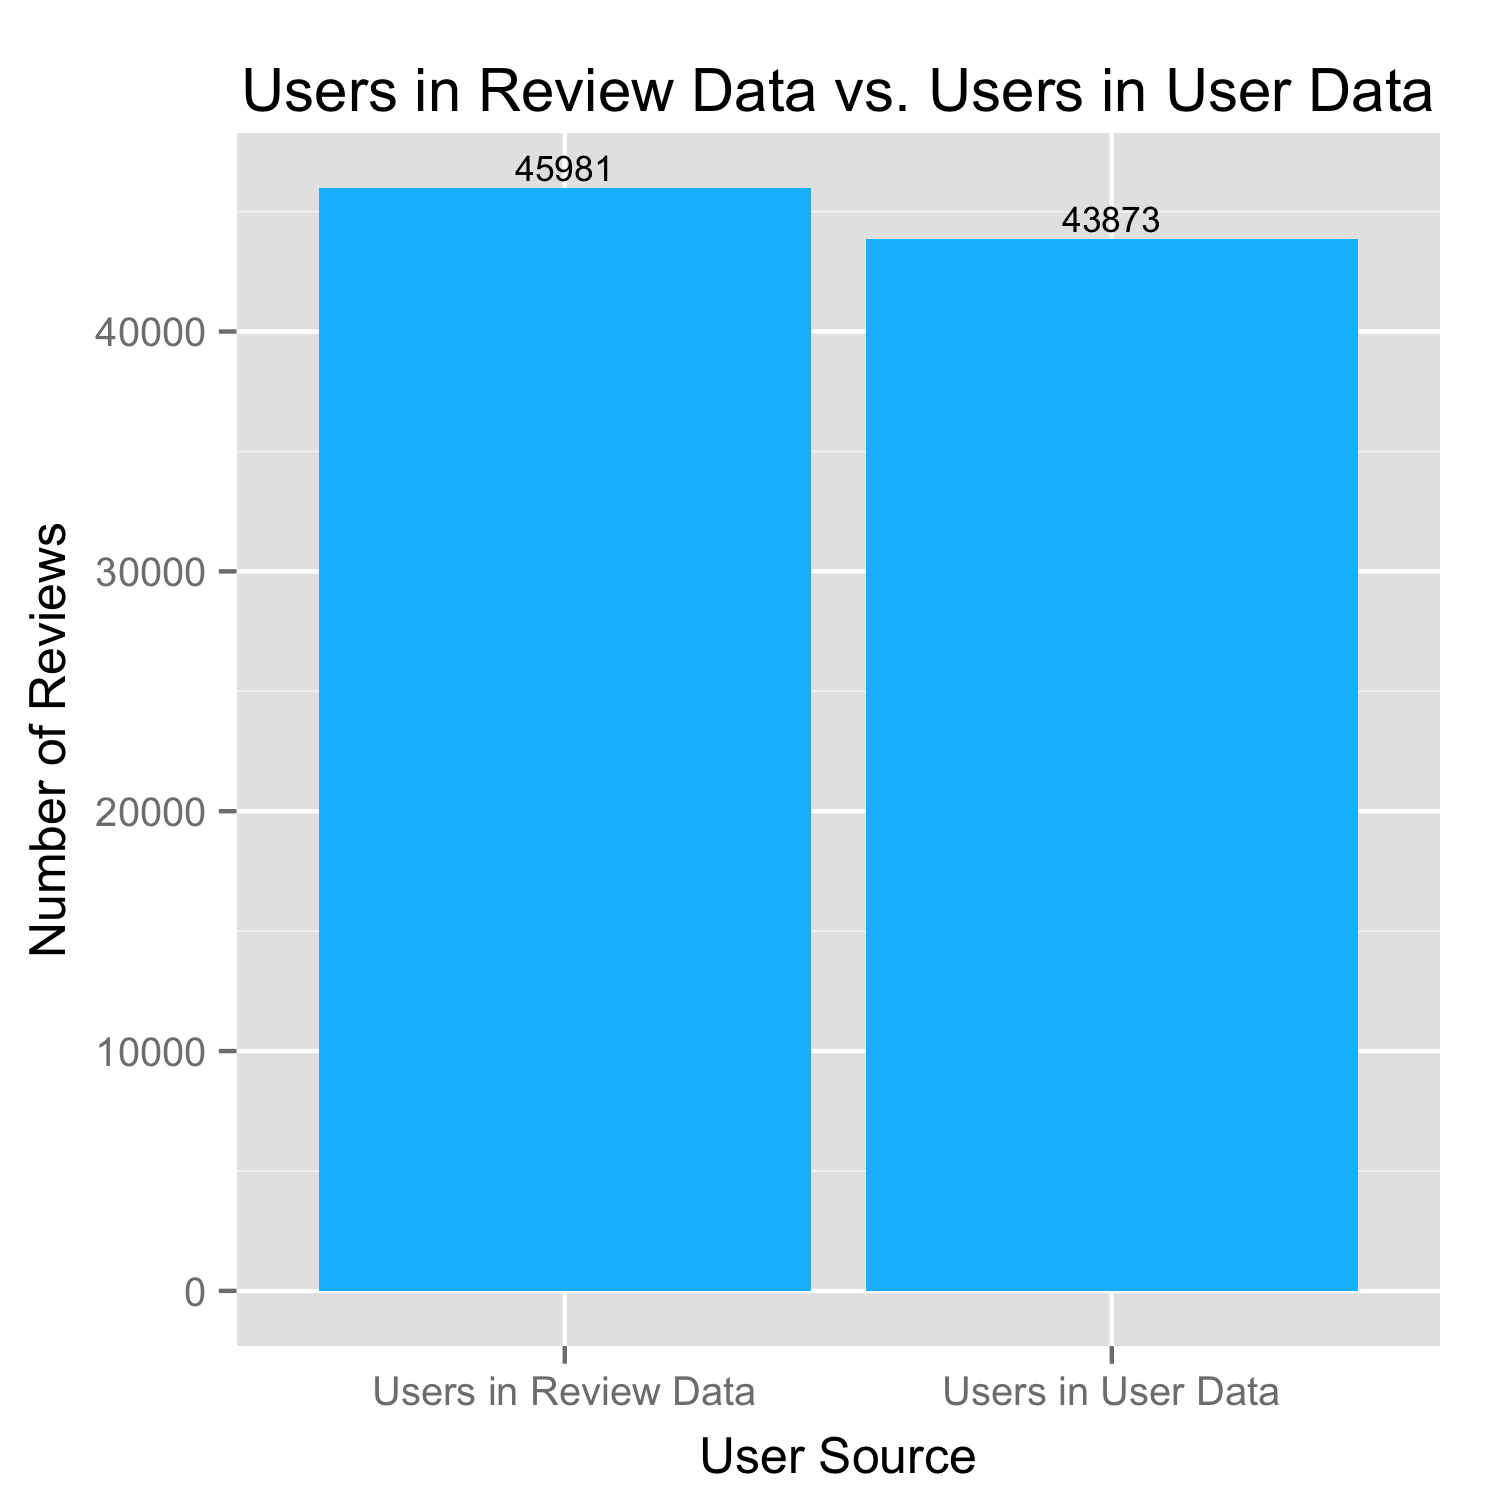 Users in Review Data vs. Users in User Data
45981
43873
40000
30000
20000
10000
0
Number of Reviews
Users in Review Data
Users in User Data
User Source